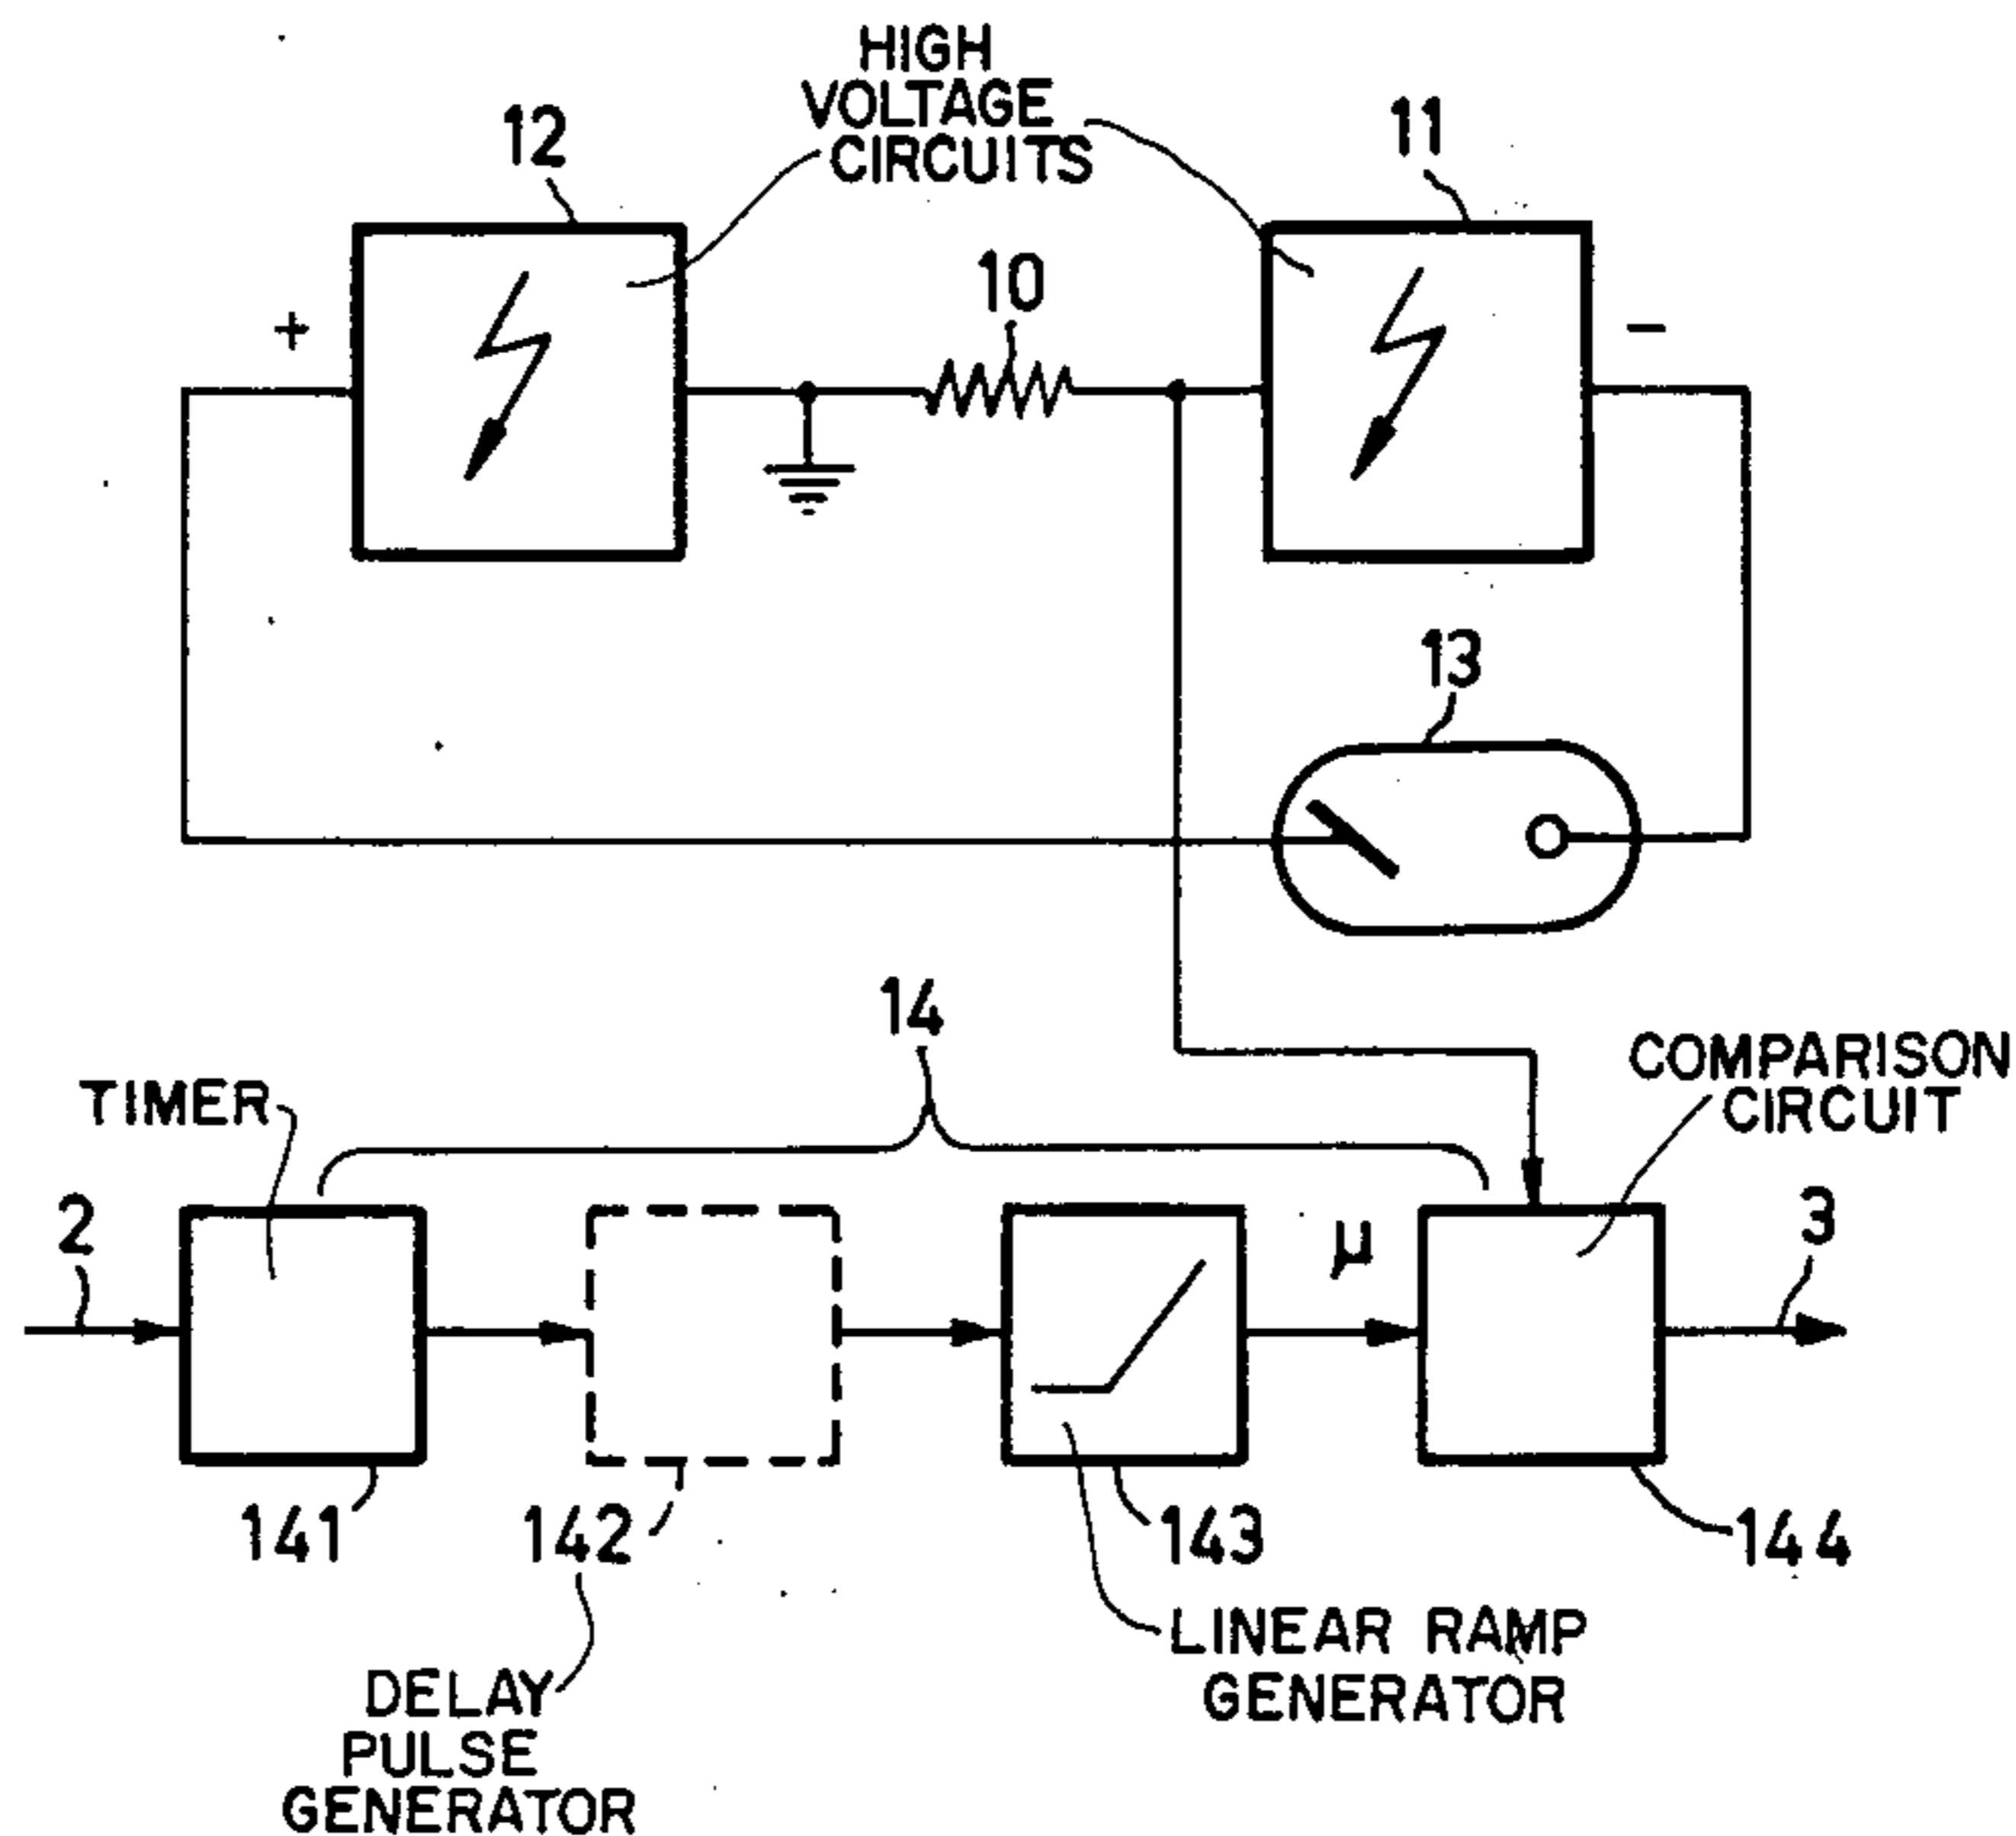 HIGH
VOLTAGE
CIRCUITS
12
11
10
+
−
13
14
COMPARISON
CIRCUIT
TIMER
2
μ
3
141
142
143
144
LINEAR RAMP
GENERATOR
DELAY
PULSE
GENERATOR